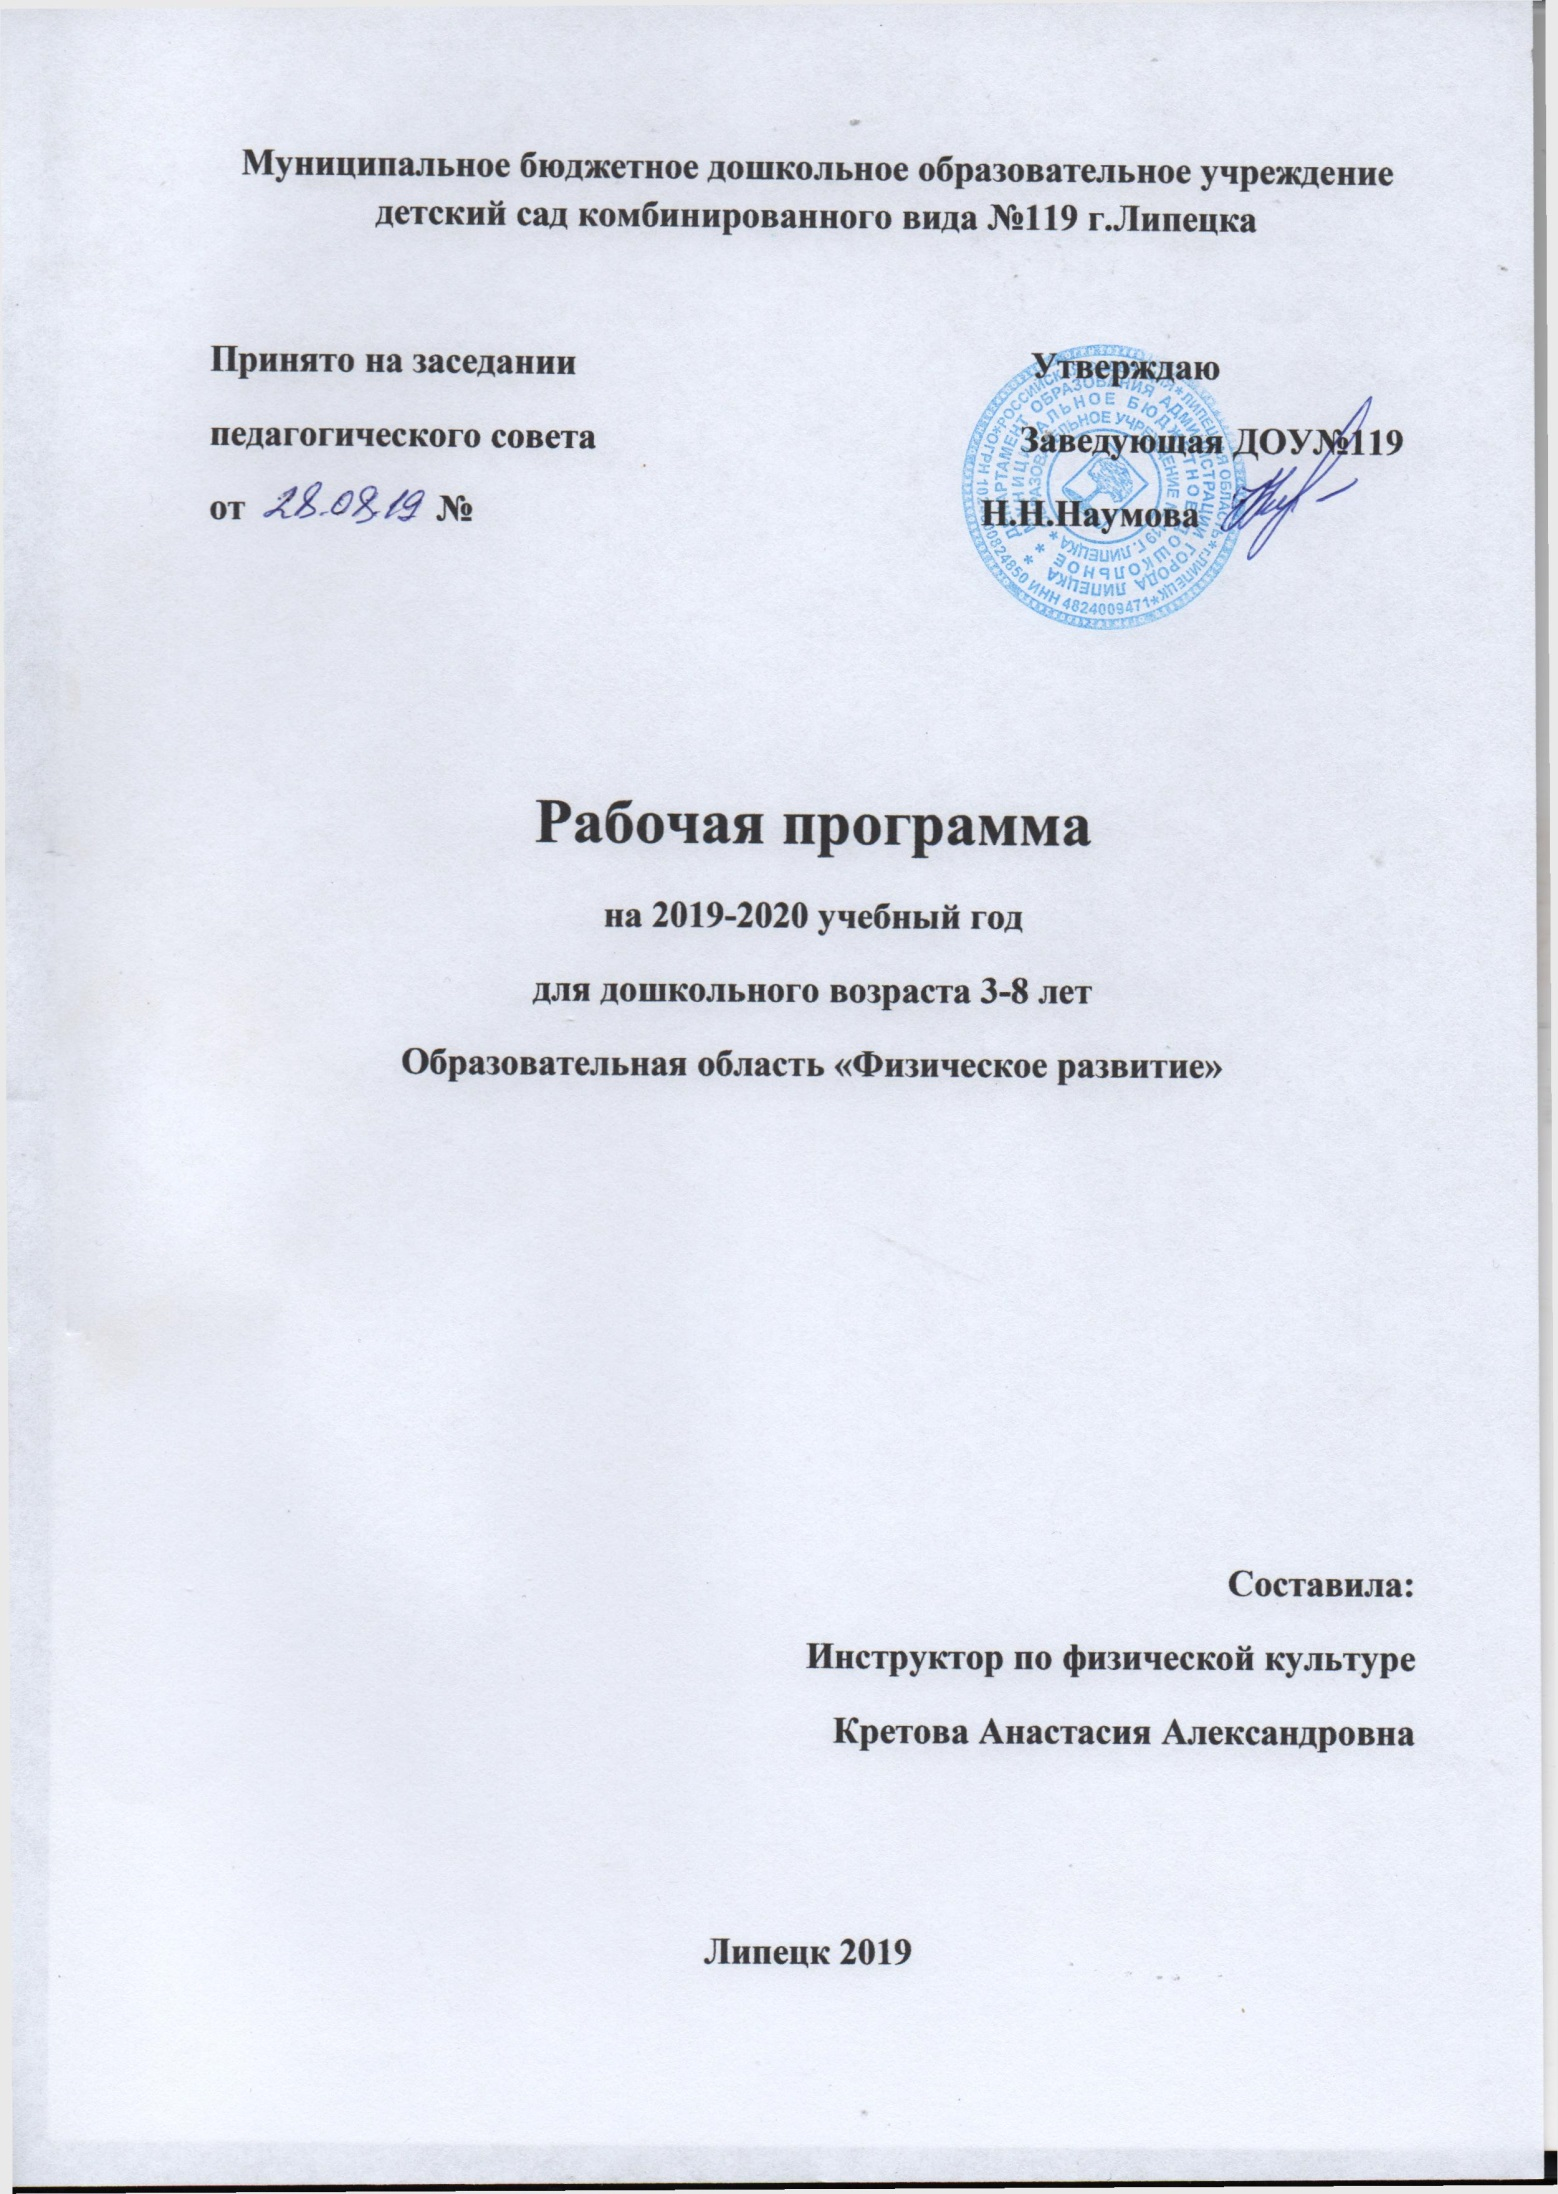 Муниципальное бюджетное дошкольное образовательное учреждение
детский сад комбинированного вида №119 г.Липецка
Принято на заседании
Утверждаю
педагогического совета
Заведующая ДОУ№119
от 28.08.19 №
Н.Н.Наумова
ИНН 4824009471
Рабочая программа
на 2019-2020 учебный год
для дошкольного возраста 3-8 лет
Образовательная область «Физическое развитие»
Составила:
Инструктор по физической культуре
Кретова Анастасия Александровна
Липецк 2019